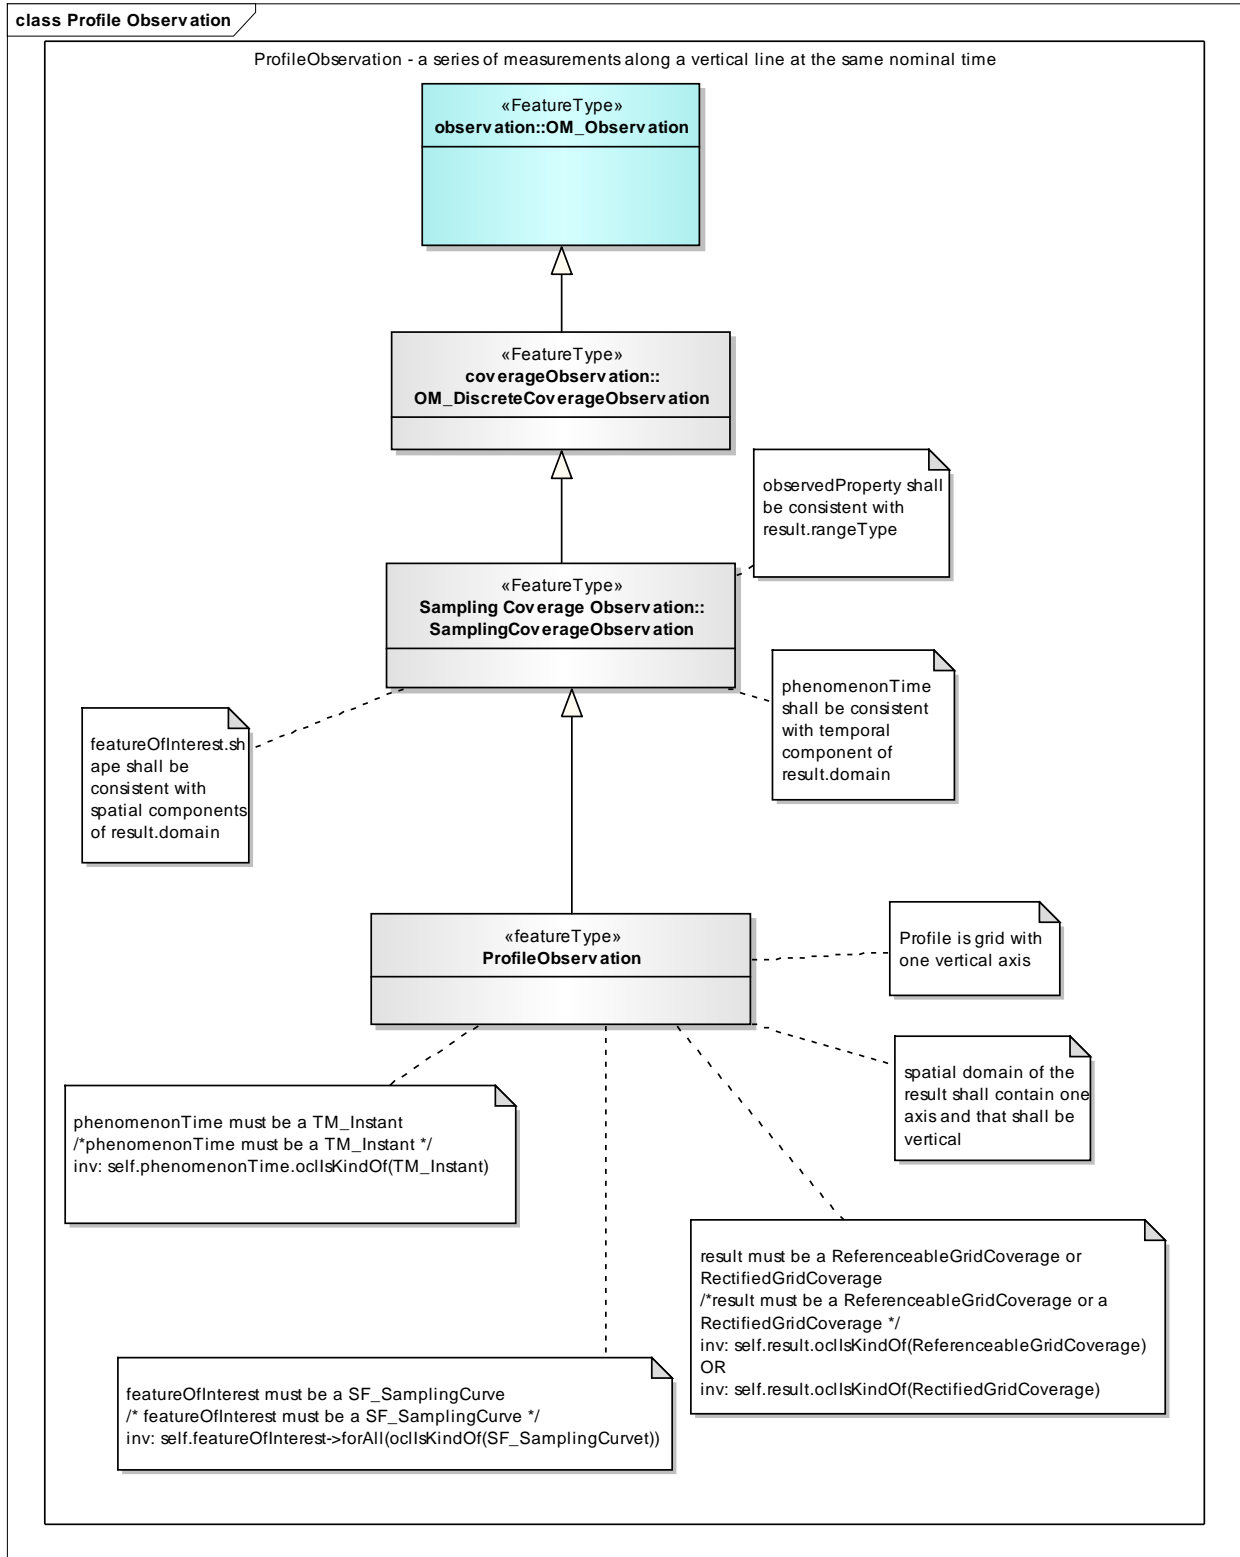 class Profile Observation
ProfileObservation - a series of measurements along a vertical line at the same nominal time
«FeatureType»
observation::OM_Observation
«FeatureType»
coverageObservation::
OM_DiscreteCoverageObservation
observedProperty shall
be consistent with
result.rangeType
«FeatureType»
Sampling Coverage Observation::
SamplingCoverageObservation
phenomenonTime
shall be consistent
with temporal
component of
result.domain
featureOfInterest.sh
ape shall be
consistent with
spatial components
of result.domain
«featureType»
ProfileObservation
Profile is grid with
one vertical axis
spatial domain of the
result shall contain one
axis and that shall be
vertical
phenomenonTime must be a TM_Instant
/*phenomenonTime must be a TM_Instant */
inv: self.phenomenonTime.oclIsKindOf(TM_Instant)
result must be a ReferenceableGridCoverage or
RectifiedGridCoverage
/*result must be a ReferenceableGridCoverage or a
RectifiedGridCoverage */
inv: self.result.oclIsKindOf(ReferenceableGridCoverage)
OR
inv: self.result.oclIsKindOf(RectifiedGridCoverage)
featureOfInterest must be a SF_SamplingCurve
/* featureOfInterest must be a SF_SamplingCurve */
inv: self.featureOfInterest->forAll(oclIsKindOf(SF_SamplingCurvet))